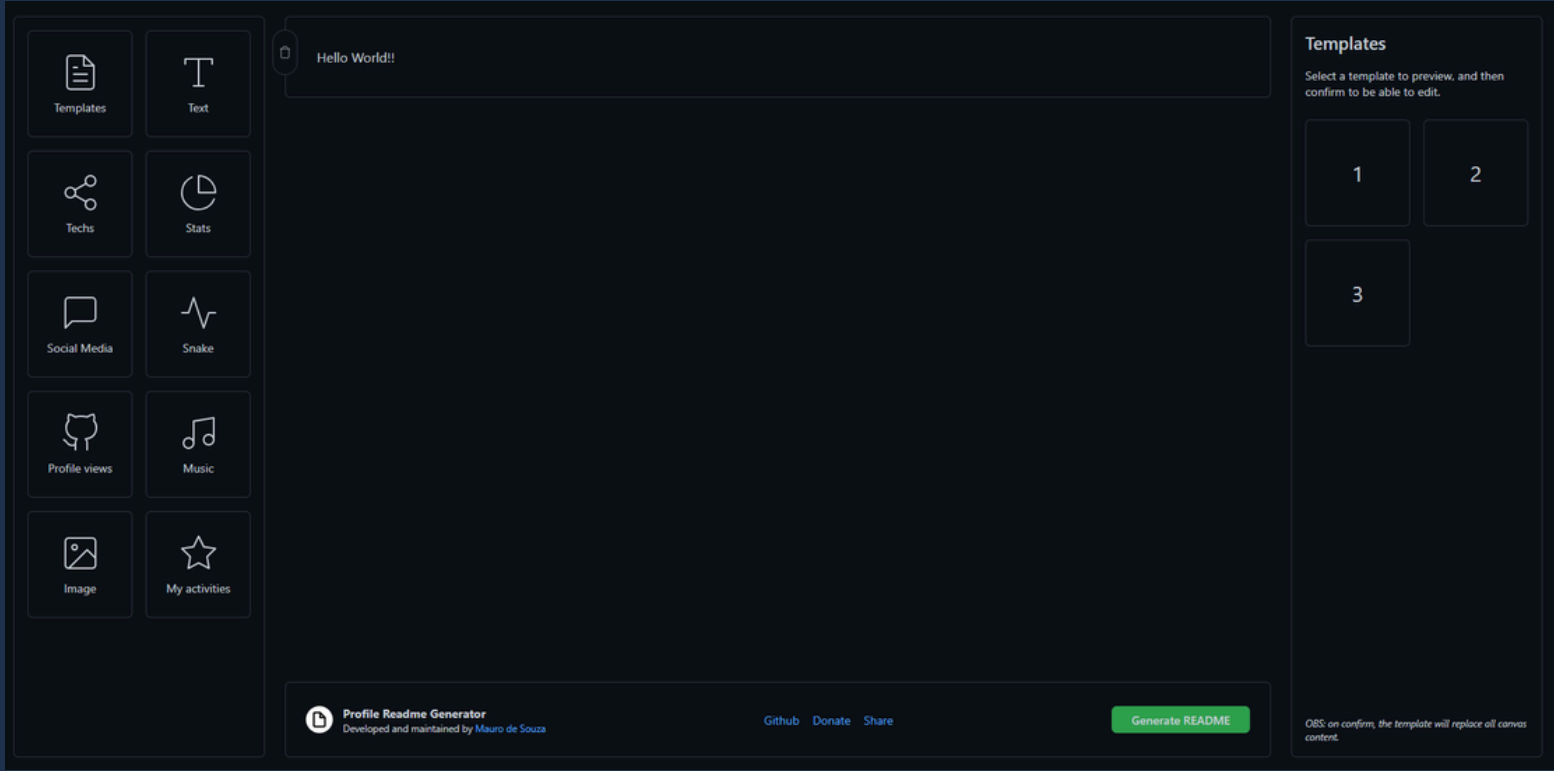 Templates
Text
Techs
Stats
Social Media
Snake
Profile views
Music
Image
My activities
Hello World!!
Profile Readme Generator
Developed and maintained by Mauro de Souza
Github
Donate
Share
Generate README
Templates
Select a template to preview, and then
confirm to be able to edit.
1
2
3
OBS: on confirm, the template will replace all canvas
content.